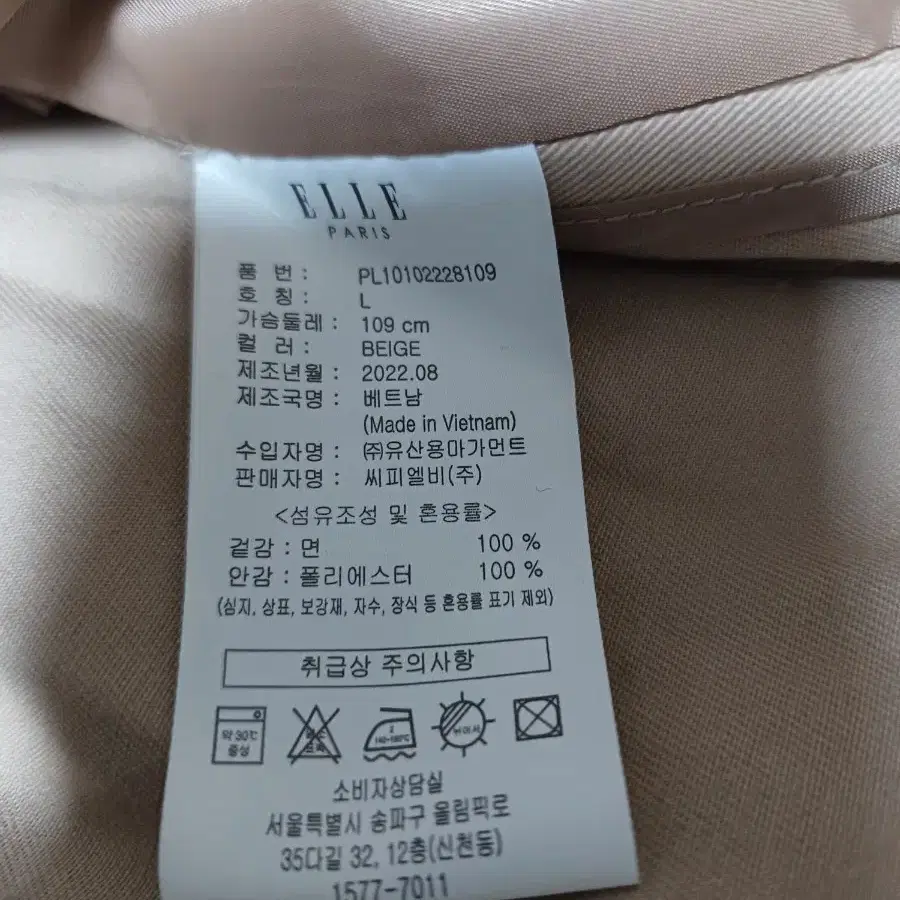 ELLE
PARIS
품 번 : PL10102228109
호 칭 : L
가슴둘레 : 109 cm
컬 러 : BEIGE
제조년월 : 2022.08
제조국명 : 베트남
(Made in Vietnam)
수입자명 : ㈜유산용마가먼트
판매자명 : 씨피엘비(주)
<섬유조성 및 혼용률>
겉감 : 면 100 %
안감 : 폴리에스터 100 %
(심지, 상표, 보강재, 자수, 장식 등 혼용률 표기 제외)
취급상 주의사항
약 30℃
중성
2
140~160℃
뉘어서
소비자상담실
서울특별시 송파구 올림픽로
35다길 32, 12층(신천동)
1577-7011